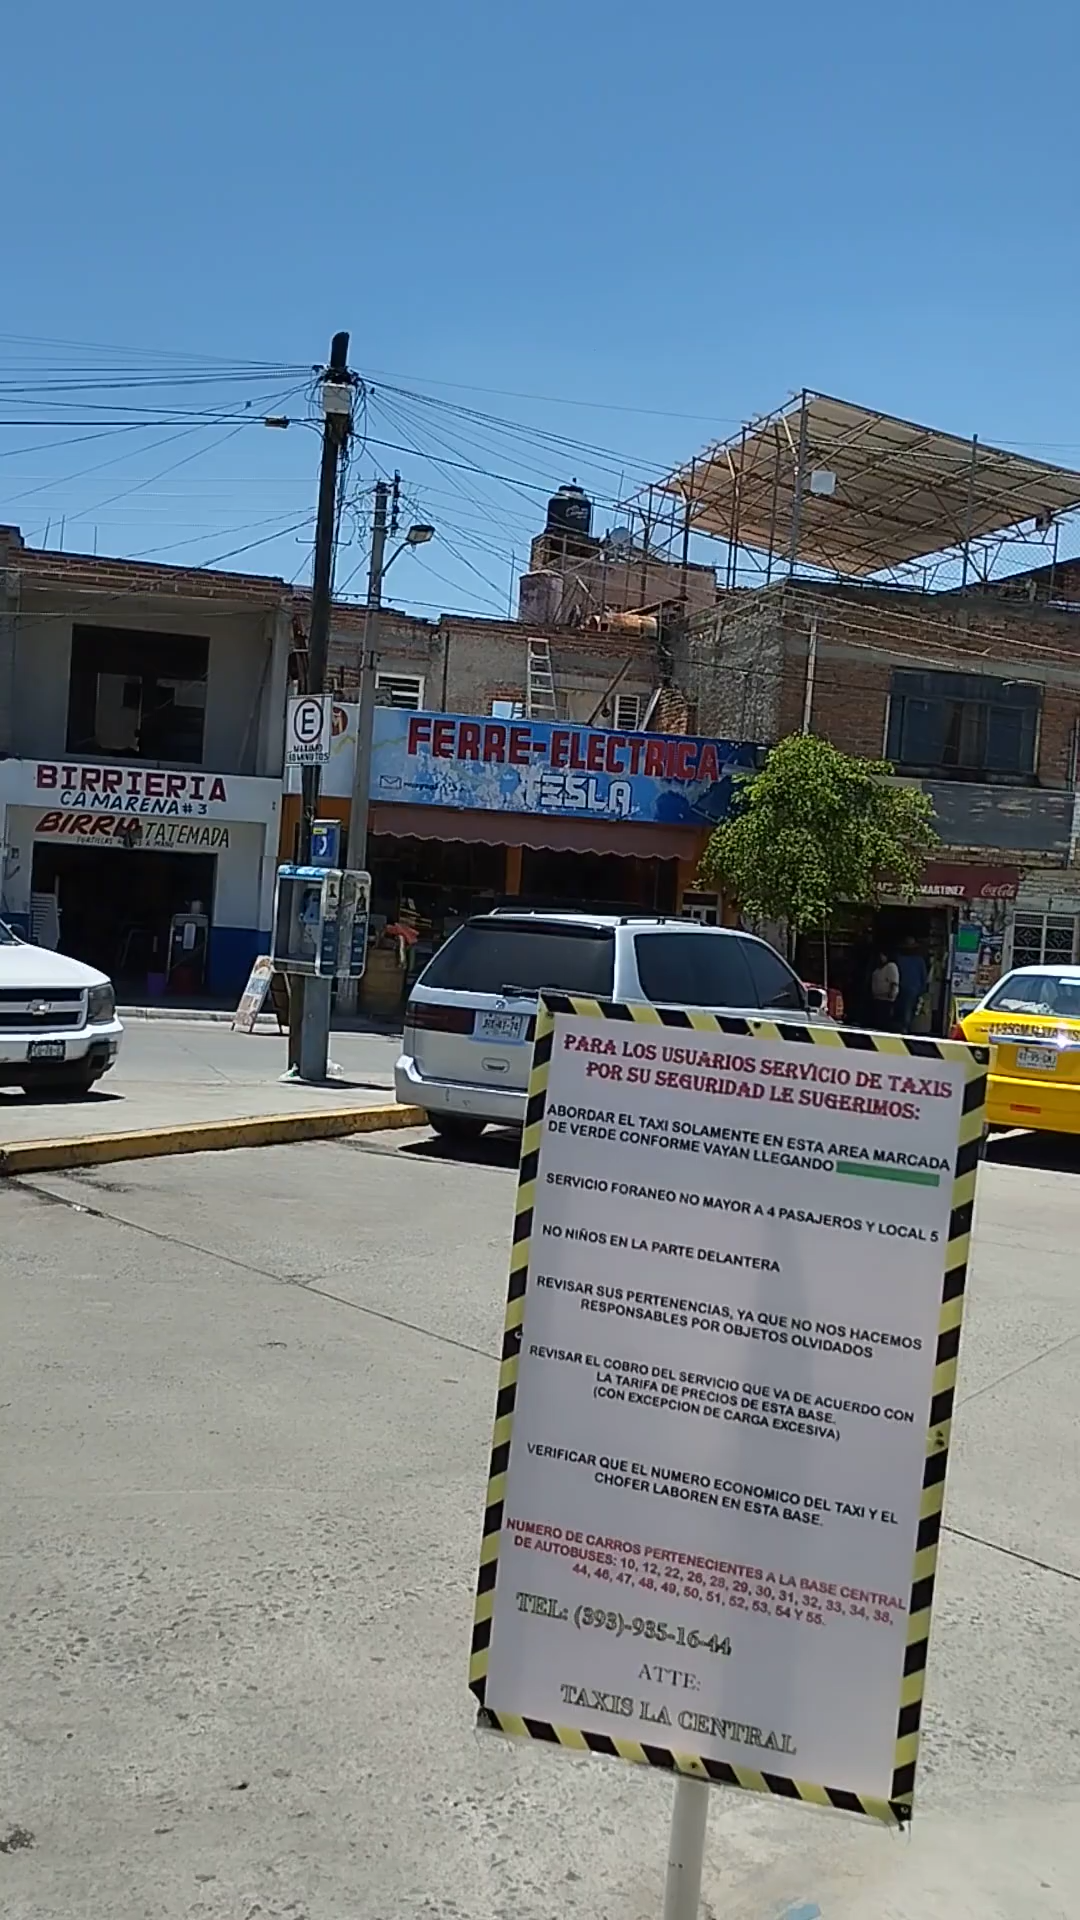 E
MAXIMO
BIRRIERIA
CAMARENA # 3
BIRRIA TATEMADA
FERRE-ELECTRICA
TESLA
MARTINEZ
Coca-Cola
PARA LOS USUARIOS SERVICIO DE TAXIS
POR SU SEGURIDAD LE SUGERIMOS:
ABORDAR EL TAXI SOLAMENTE EN ESTA AREA MARCADA
DE VERDE CONFORME VAYAN LLEGANDO
SERVICIO FORANEO NO MAYOR A 4 PASAJEROS Y LOCAL 5
NO NIÑOS EN LA PARTE DELANTERA
REVISAR SUS PERTENENCIAS, YA QUE NO NOS HACEMOS
RESPONSABLES POR OBJETOS OLVIDADOS
REVISAR EL COBRO DEL SERVICIO QUE VA DE ACUERDO CON
LA TARIFA DE PRECIOS DE ESTA BASE.
(CON EXCEPCION DE CARGA EXCESIVA)
VERIFICAR QUE EL NUMERO ECONOMICO DEL TAXI Y EL
CHOFER LABOREN EN ESTA BASE.
NUMERO DE CARROS PERTENECIENTES A LA BASE CENTRAL
DE AUTOBUSES: 10, 12, 22, 26, 28, 29, 30, 31, 32, 33, 34, 38,
44, 46, 47, 48, 49, 50, 51, 52, 53, 54 Y 55.
TEL: (393)-935-16-44
ATTE:
TAXIS LA CENTRAL